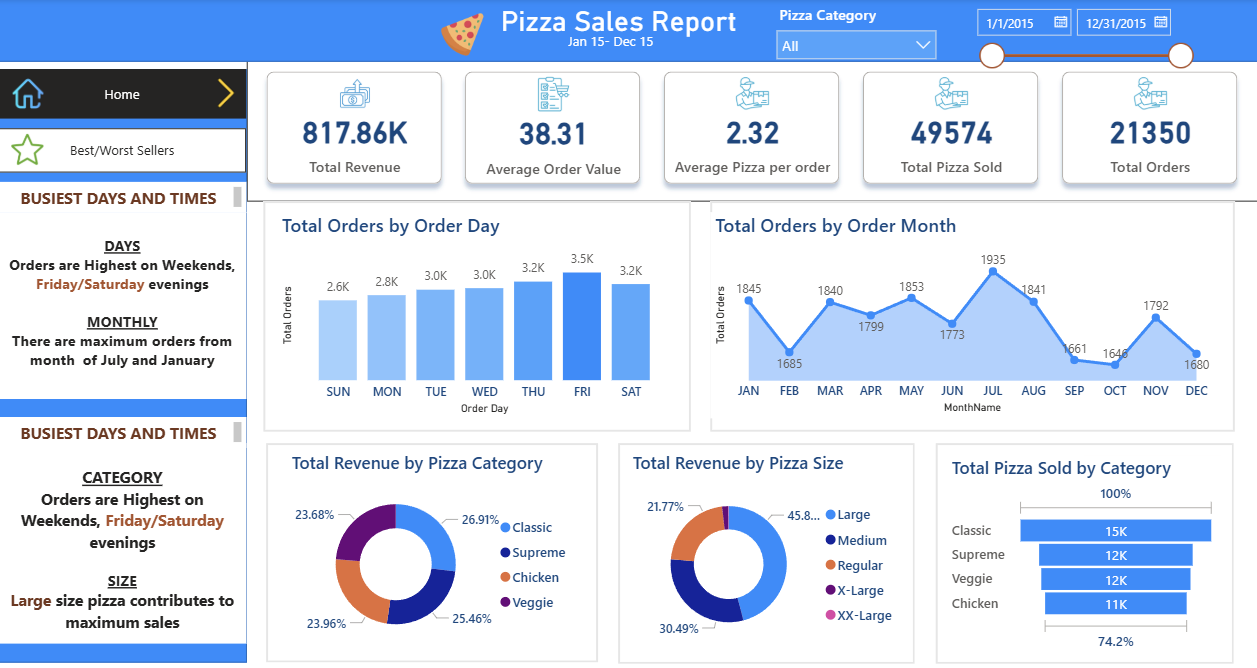 Pizza Sales Report
Jan 15- Dec 15
Pizza Category
All
1/1/2015
12/31/2015
Home
Best/Worst Sellers
BUSIEST DAYS AND TIMES
DAYS
Orders are Highest on Weekends,
Friday/Saturday evenings
MONTHLY
There are maximum orders from
month of July and January
BUSIEST DAYS AND TIMES
CATEGORY
Orders are Highest on
Weekends, Friday/Saturday
evenings
SIZE
Large size pizza contributes to
maximum sales
817.86K
Total Revenue
38.31
Average Order Value
2.32
Average Pizza per order
49574
Total Pizza Sold
21350
Total Orders
Total Orders by Order Day
Total Orders
2.6K
2.8K
3.0K
3.0K
3.2K
3.5K
3.2K
SUN MON TUE WED THU FRI SAT
Order Day
Total Orders by Order Month
Total Orders
1845
1685
1840
1799
1853
1773
1935
1841
1661
1646
1792
1680
JAN FEB MAR APR MAY JUN JUL AUG SEP OCT NOV DEC
MonthName
Total Revenue by Pizza Category
23.68%
26.91%
23.96%
25.46%
Classic
Supreme
Chicken
Veggie
Total Revenue by Pizza Size
21.77%
45.8...
30.49%
Large
Medium
Regular
X-Large
XX-Large
Total Pizza Sold by Category
100%
Classic 15K
Supreme 12K
Veggie 12K
Chicken 11K
74.2%